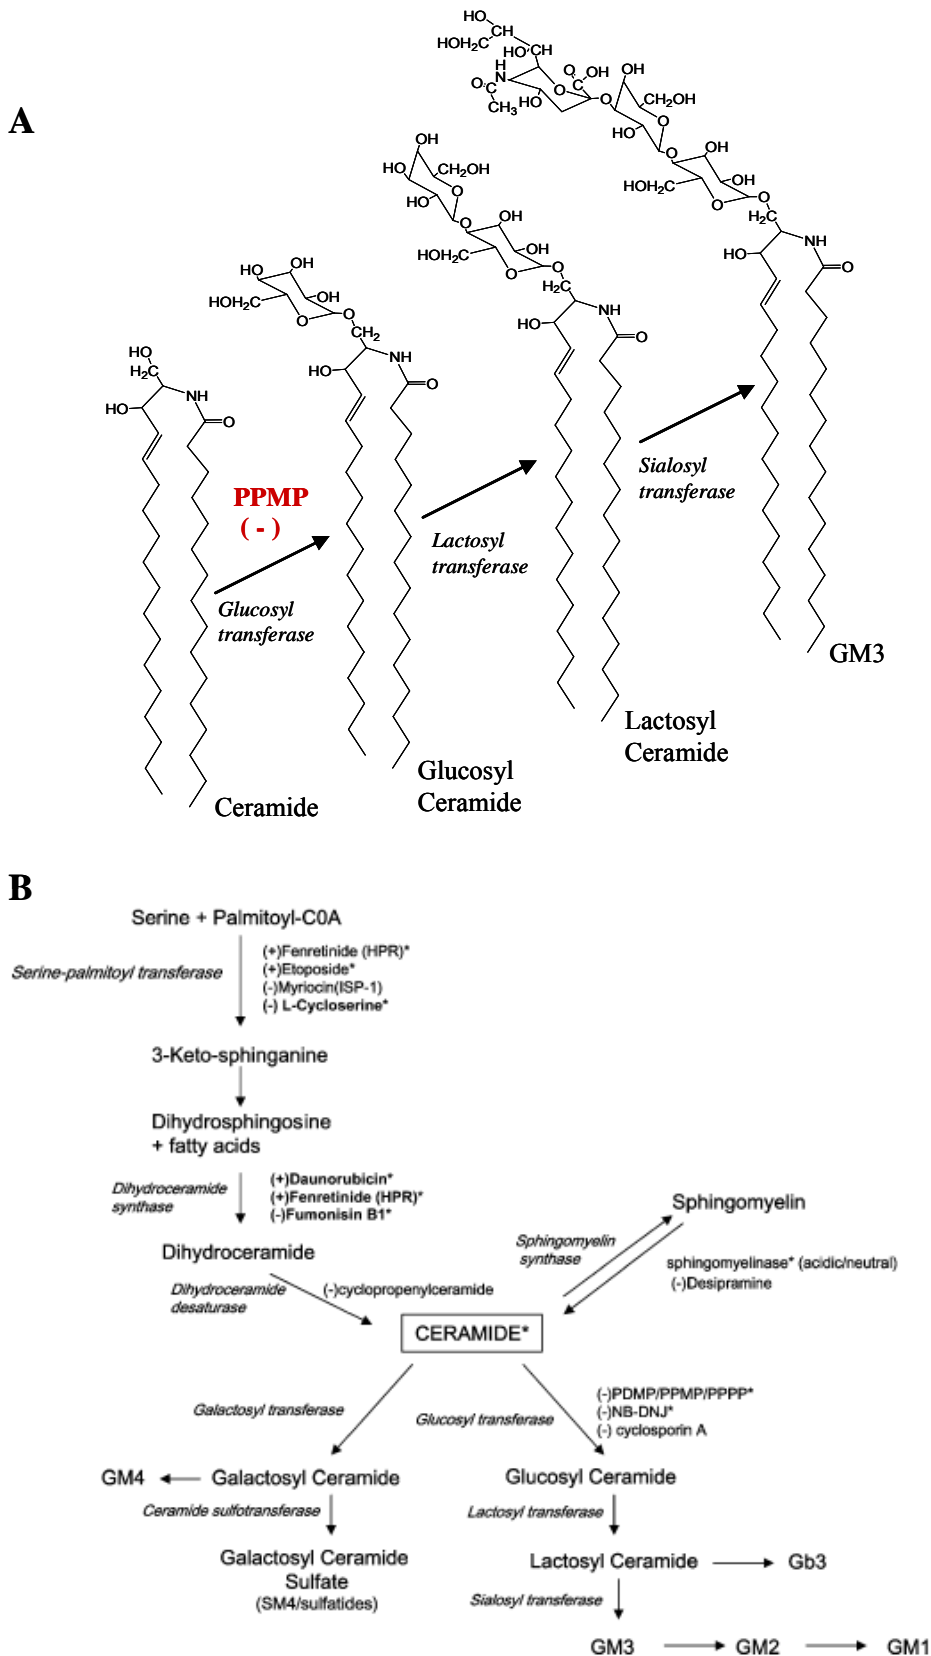 A
HO
CH
HOH₂C
HO
CH
H
N
O
CH₃
HO
O
O
OH
O
OH
CH₂OH
O
HO
O
OH
OH
HOH₂C
O
O
H₂C
HO
NH
O
OH
HO
CH₂OH
O
HO
O
OH
OH
HOH₂C
O
O
H₂C
HO
NH
O
HO
OH
HOH₂C
OH
O
O
CH₂
HO
NH
O
HO
H₂C
HO
NH
O
PPMP
( - )
Glucosyl
transferase
Lactosyl
transferase
Sialosyl
transferase
GM3
Lactosyl
Ceramide
Glucosyl
Ceramide
Ceramide
B
Serine + Palmitoyl-C0A
Serine-palmitoyl transferase
(+)Fenretinide (HPR)*
(+)Etoposide*
(-)Myriocin(ISP-1)
(-) L-Cycloserine*
3-Keto-sphinganine
Dihydrosphingosine
+ fatty acids
Dihydroceramide
synthase
(+)Daunorubicin*
(+)Fenretinide (HPR)*
(-)Fumonisin B1*
Dihydroceramide
Dihydroceramide
desaturase
(-)cyclopropenylceramide
Sphingomyelin
Sphingomyelin
synthase
sphingomyelinase* (acidic/neutral)
(-)Desipramine
CERAMIDE*
Galactosyl transferase
Glucosyl transferase
(-)PDMP/PPMP/PPPP*
(-)NB-DNJ*
(-) cyclosporin A
GM4
Galactosyl Ceramide
Glucosyl Ceramide
Ceramide sulfotransferase
Lactosyl transferase
Galactosyl Ceramide
Sulfate
(SM4/sulfatides)
Lactosyl Ceramide
Gb3
Sialosyl transferase
GM3
GM2
GM1